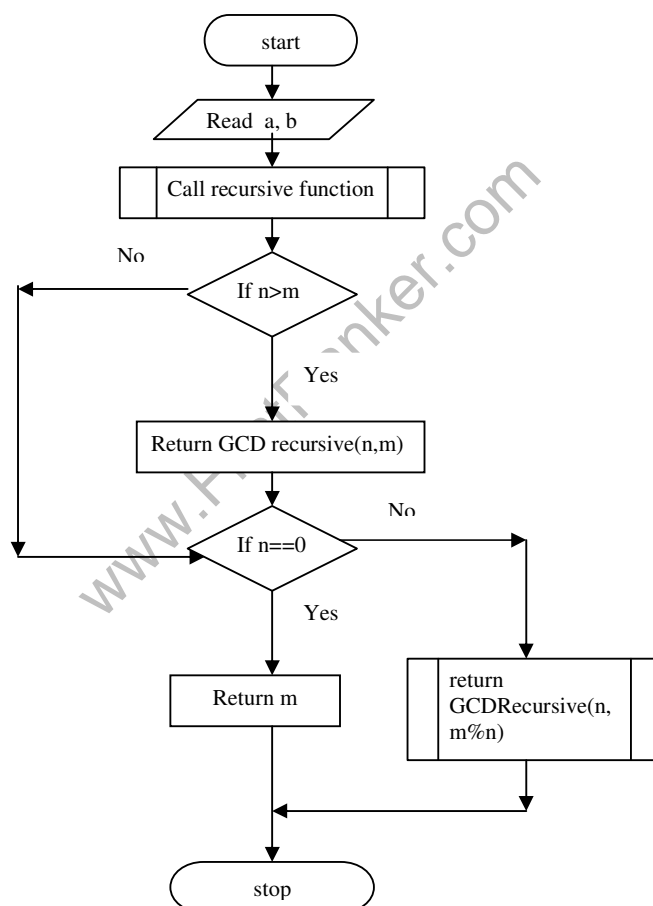 start
Read a, b
Call recursive function
No
If n>m
Yes
Return GCD recursive(n,m)
No
If n==0
Yes
Return m
return
GCDRecursive(n,
m%n)
stop